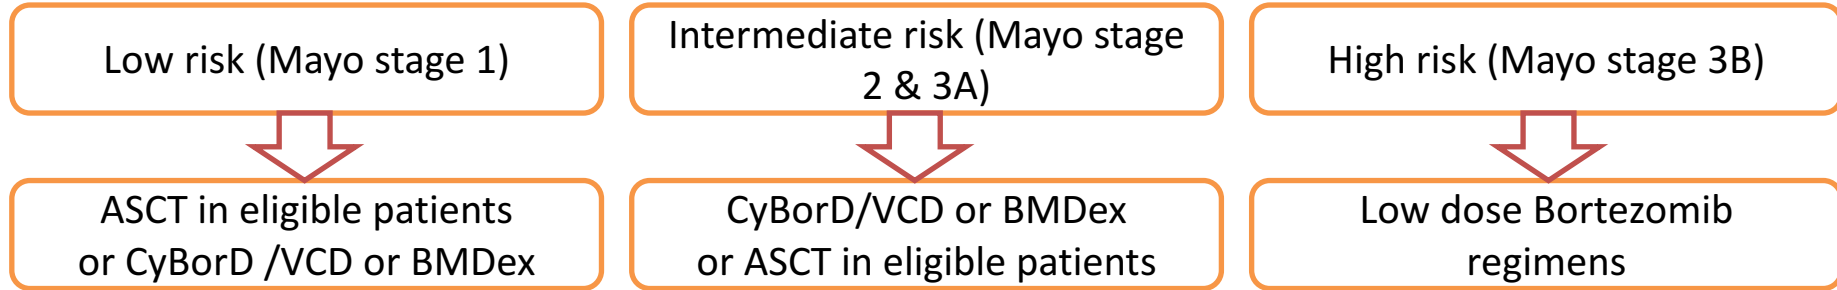 Low risk (Mayo stage 1)
Intermediate risk (Mayo stage
2 & 3A)
High risk (Mayo stage 3B)
ASCT in eligible patients
or CyBorD /VCD or BMDex
CyBorD/VCD or BMDex
or ASCT in eligible patients
Low dose Bortezomib
regimens